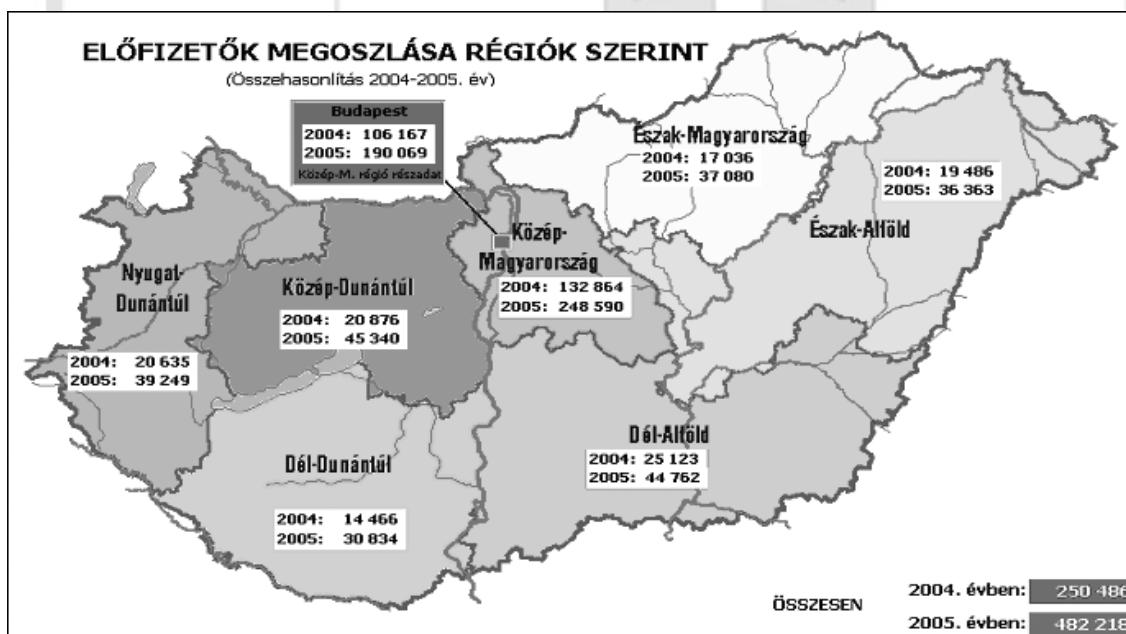 ELŐFIZETŐK MEGOSZLÁSA RÉGIÓK SZERINT
(Összehasonlítás 2004-2005. év)
Budapest
2004: 106 167
2005: 190 069
Közép-M. régió részadat
Észak-Magyarország
2004: 17 036
2005: 37 080
2004: 19 486
2005: 36 363
Észak-Alföld
Közép-
Magyarország
2004: 132 864
2005: 248 590
Nyugat-
Dunántúl
2004: 20 635
2005: 39 249
Közép-Dunántúl
2004: 20 876
2005: 45 340
Dél-Alföld
2004: 25 123
2005: 44 762
Dél-Dunántúl
2004: 14 466
2005: 30 834
ÖSSZESEN
2004. évben: 250 486
2005. évben: 482 218